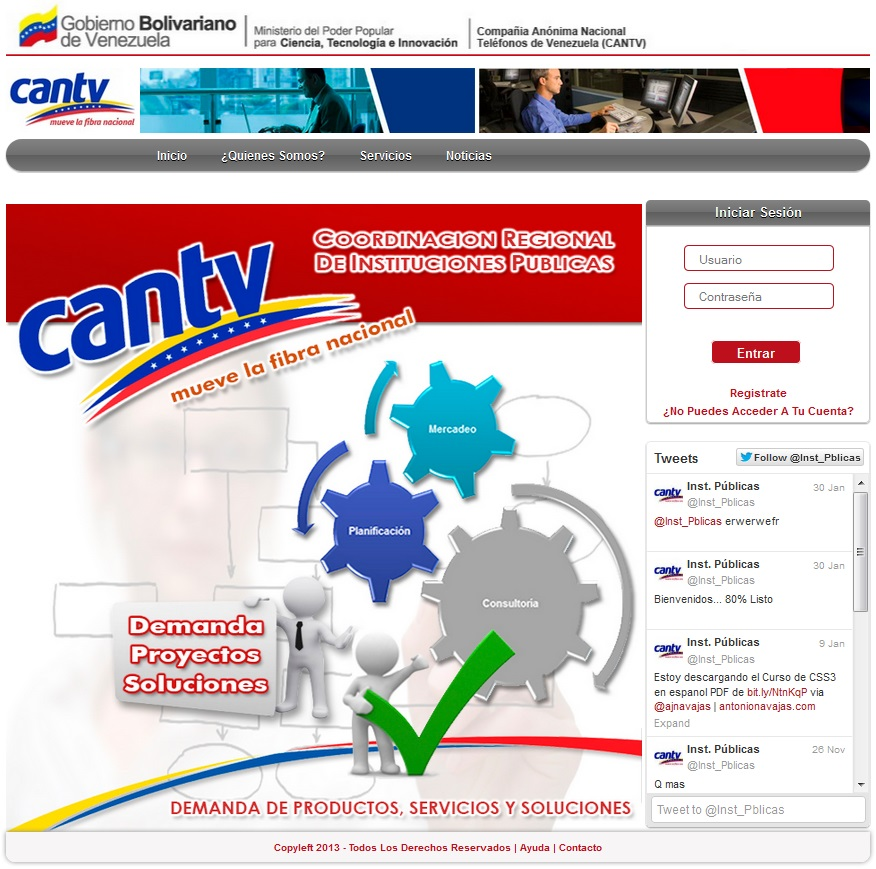 Gobierno Bolivariano
de Venezuela
Ministerio del Poder Popular
para Ciencia, Tecnología e Innovación
Compañia Anónima Nacional
Teléfonos de Venezuela (CANTV)
cantv
mueve la fibra nacional
Inicio
¿Quienes Somos?
Servicios
Noticias
COORDINACION REGIONAL
DE INSTITUCIONES PUBLICAS
cantv
mueve la fibra nacional
Mercadeo
Planificación
Consultoria
Demanda
Proyectos
Soluciones
DEMANDA DE PRODUCTOS, SERVICIOS Y SOLUCIONES
Iniciar Sesión
Usuario
Contraseña
Entrar
Registrate
¿No Puedes Acceder A Tu Cuenta?
Tweets
Follow @Inst_Pblicas
cantv
Inst. Públicas
30 Jan
@Inst_Pblicas
@Inst_Pblicas erwerwefr
cantv
Inst. Públicas
30 Jan
@Inst_Pblicas
Bienvenidos... 80% Listo
cantv
Inst. Públicas
9 Jan
@Inst_Pblicas
Estoy descargando el Curso de CSS3
en espanol PDF de bit.ly/NtnKqP via
@ajnavajas | antonionavajas.com
Expand
cantv
Inst. Públicas
26 Nov
@Inst_Pblicas
Q mas
Tweet to @Inst_Pblicas
Copyleft 2013 - Todos Los Derechos Reservados | Ayuda | Contacto